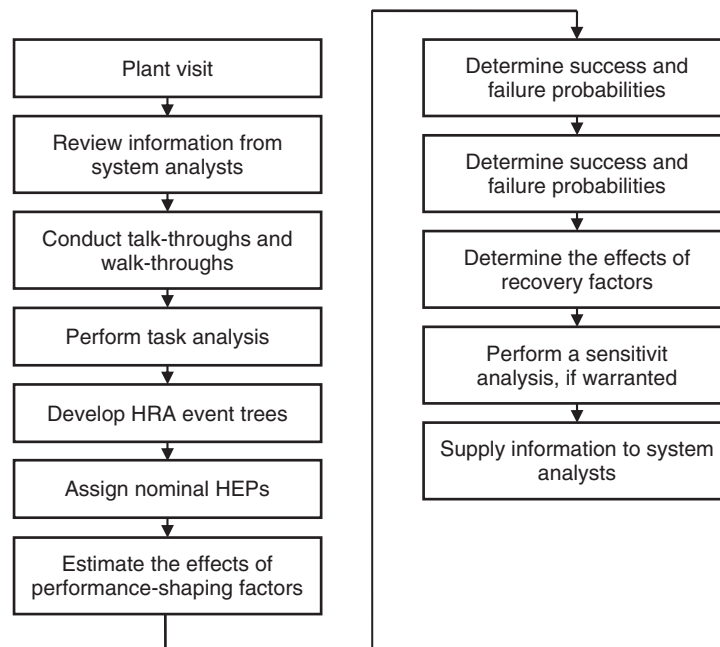 Plant visit
Review information from
system analysts
Conduct talk-throughs and
walk-throughs
Perform task analysis
Develop HRA event trees
Assign nominal HEPs
Estimate the effects of
performance-shaping factors
Determine success and
failure probabilities
Determine success and
failure probabilities
Determine the effects of
recovery factors
Perform a sensitivit
analysis, if warranted
Supply information to system
analysts